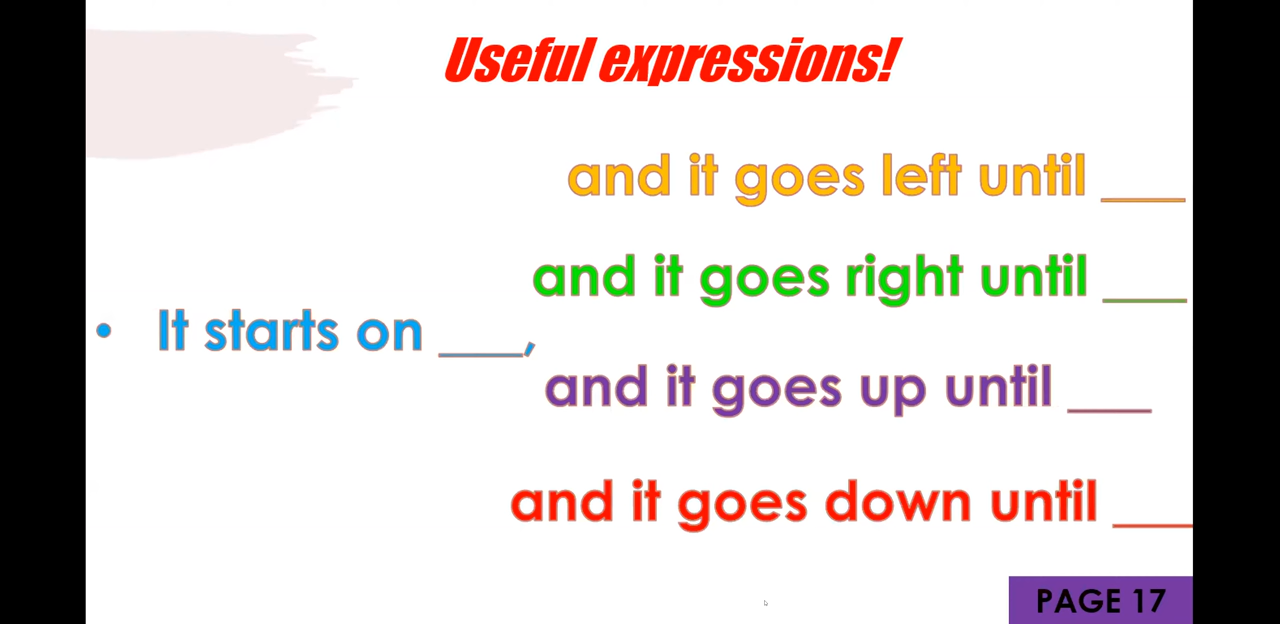 Useful expressions!
and it goes left until ___
and it goes right until ___
• It starts on ___,
and it goes up until ___
and it goes down until ___
PAGE 17